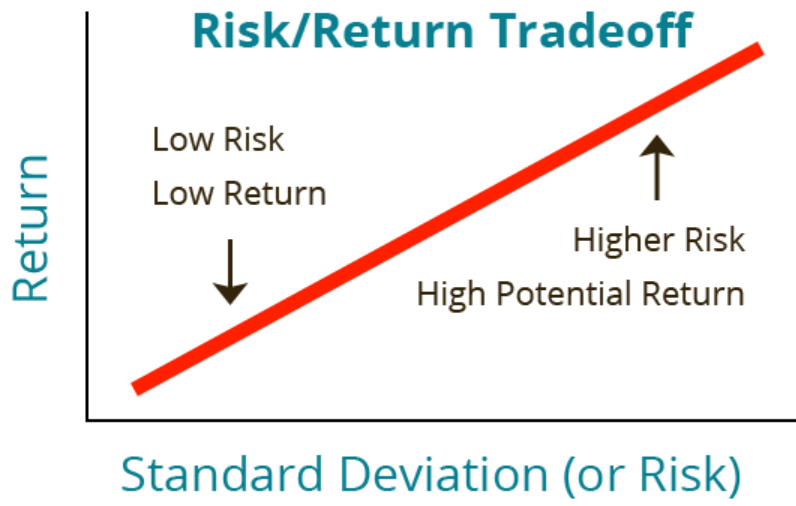 Risk/Return Tradeoff
Low Risk
Low Return
Higher Risk
High Potential Return
Return
Standard Deviation (or Risk)